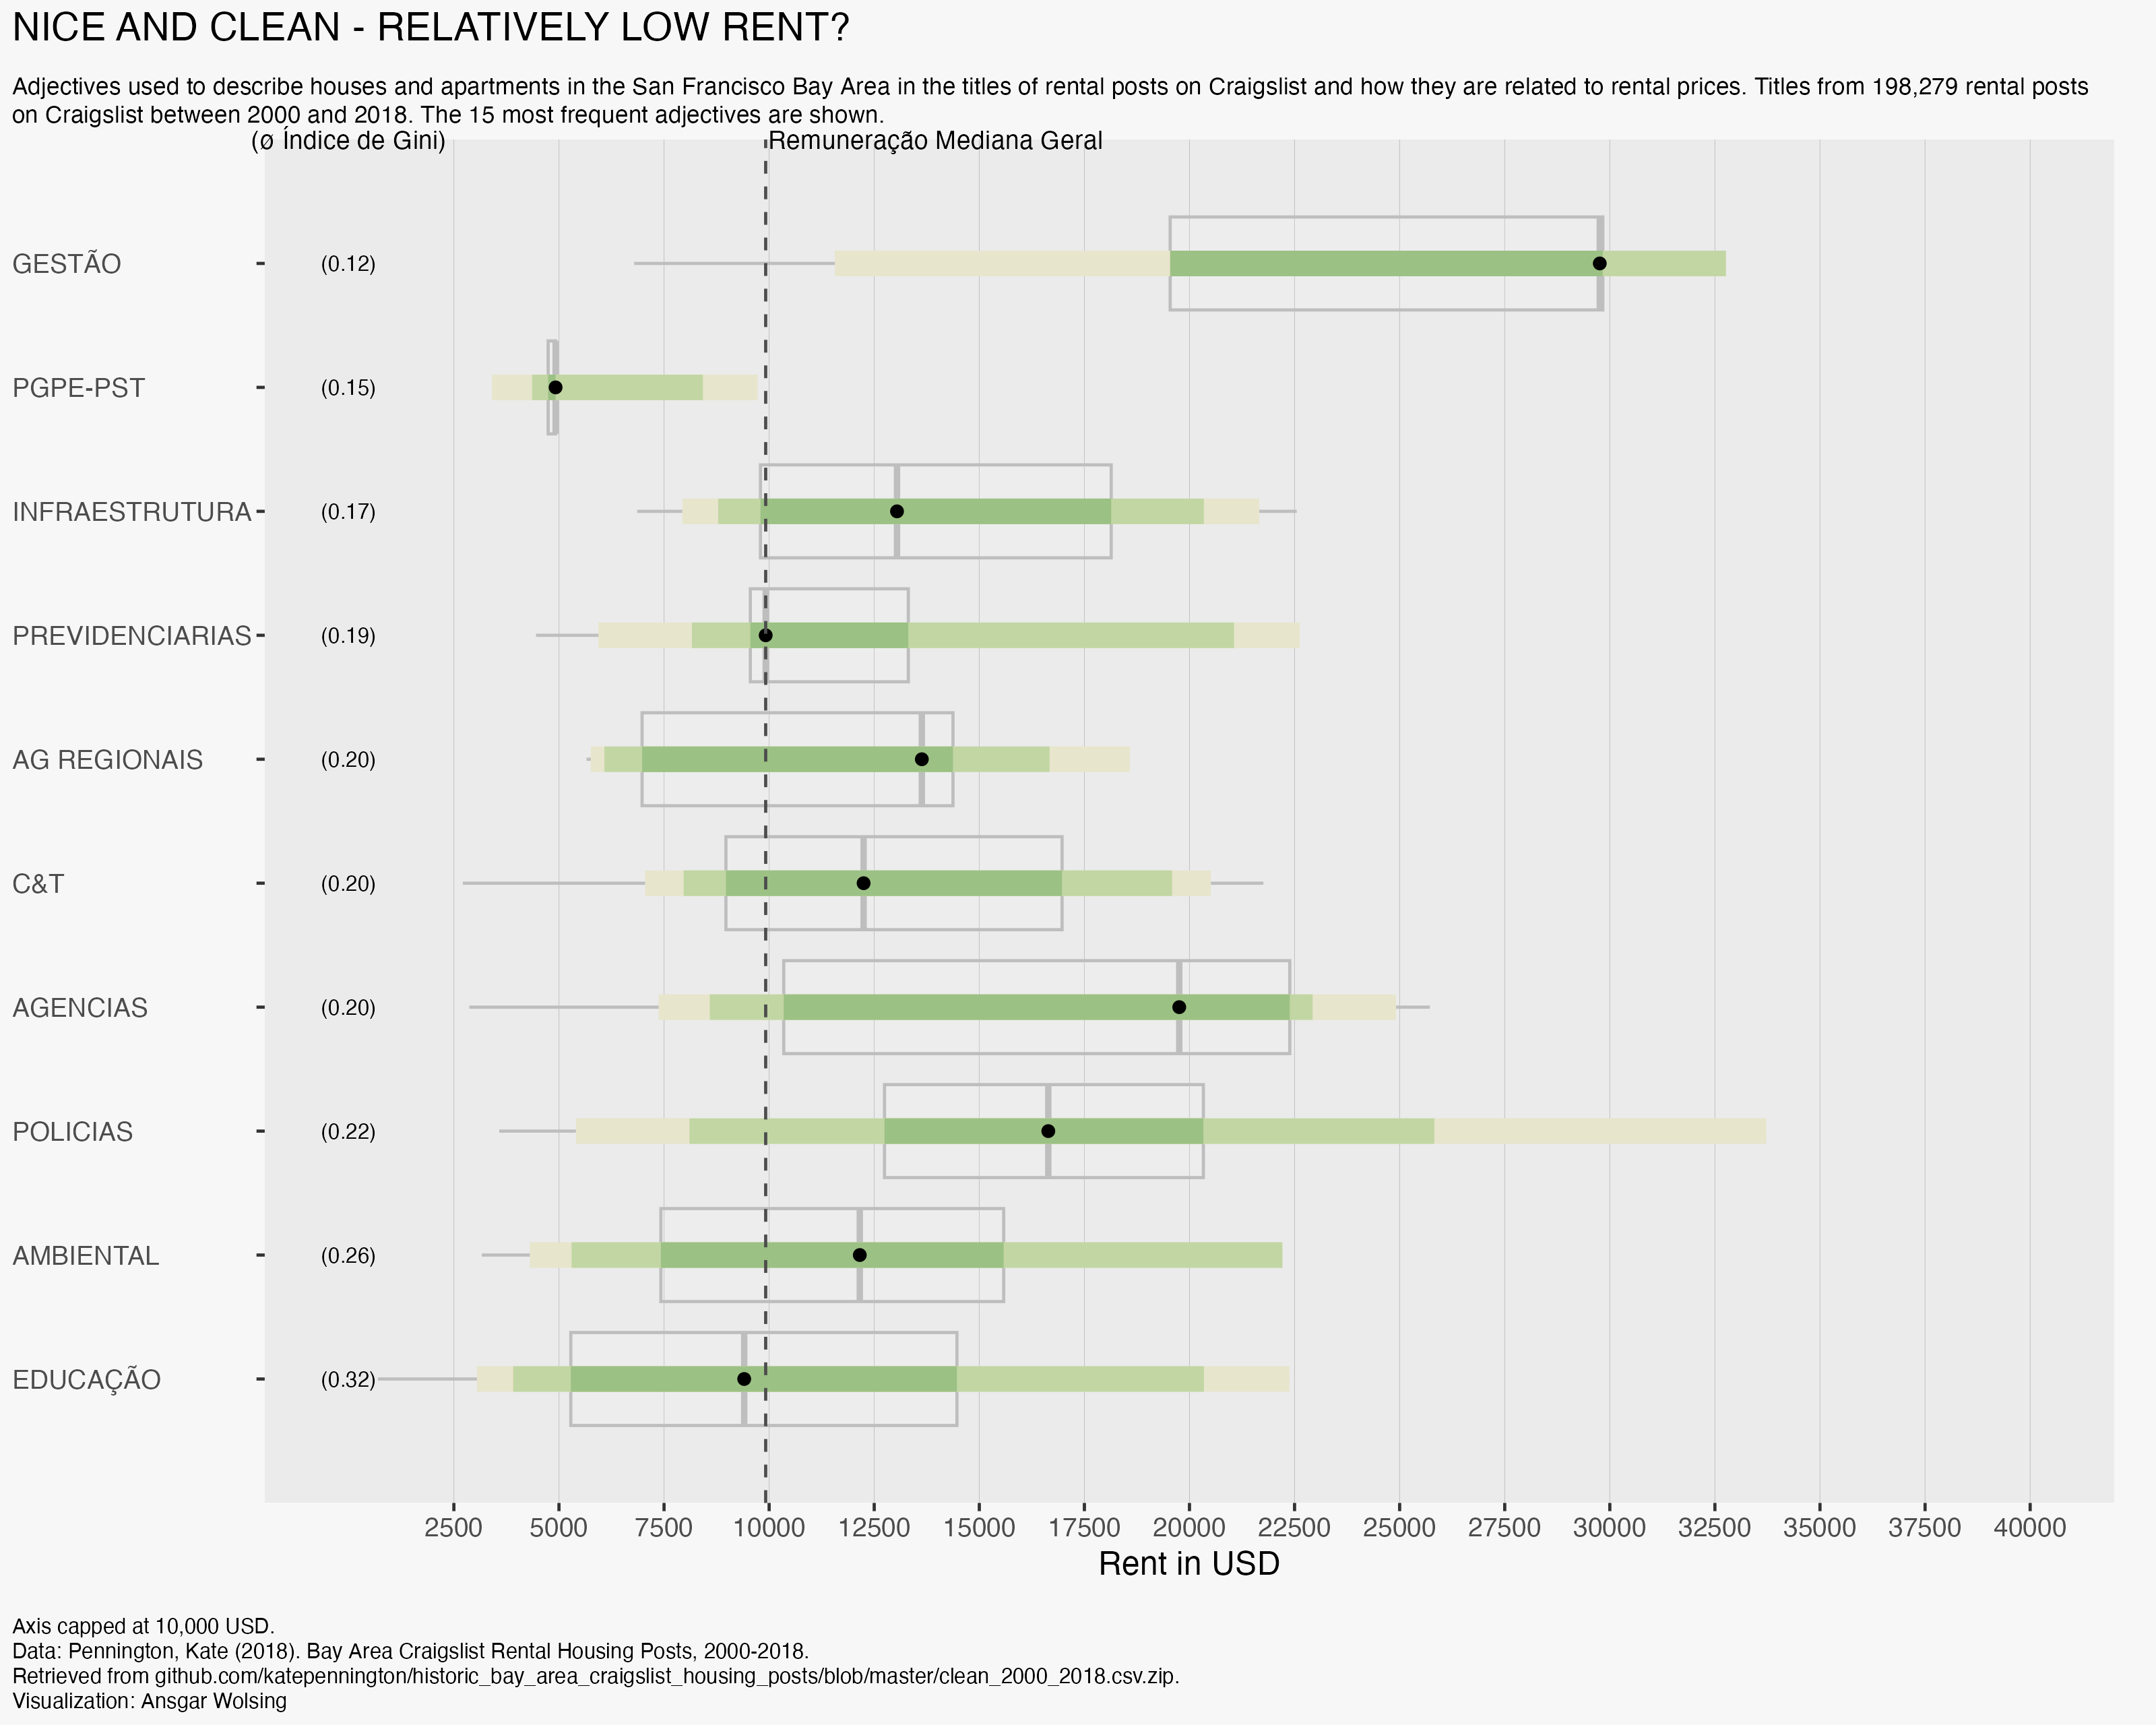 NICE AND CLEAN - RELATIVELY LOW RENT?
Adjectives used to describe houses and apartments in the San Francisco Bay Area in the titles of rental posts on Craigslist and how they are related to rental prices. Titles from 198,279 rental posts
on Craigslist between 2000 and 2018. The 15 most frequent adjectives are shown.
(ø Índice de Gini) Remuneração Mediana Geral
GESTÃO (0.12)
PGPE-PST (0.15)
INFRAESTRUTURA (0.17)
PREVIDENCIARIAS (0.19)
AG REGIONAIS (0.20)
C&T (0.20)
AGENCIAS (0.20)
POLICIAS (0.22)
AMBIENTAL (0.26)
EDUCAÇÃO (0.32)
2500 5000 7500 10000 12500 15000 17500 20000 22500 25000 27500 30000 32500 35000 37500 40000
Rent in USD
Axis capped at 10,000 USD.
Data: Pennington, Kate (2018). Bay Area Craigslist Rental Housing Posts, 2000-2018.
Retrieved from github.com/katepennington/historic_bay_area_craigslist_housing_posts/blob/master/clean_2000_2018.csv.zip.
Visualization: Ansgar Wolsing